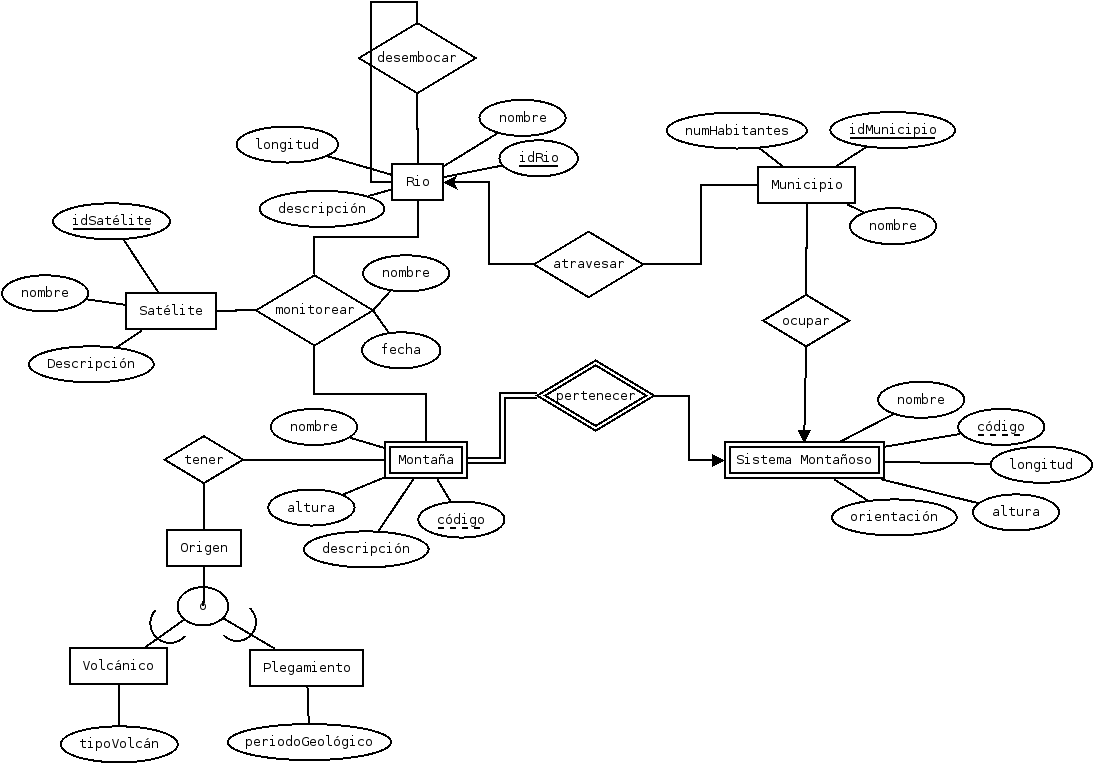 desembocar
nombre
longitud
idRio
Rio
descripción
numHabitantes
idMunicipio
Municipio
nombre
idSatélite
nombre
Satélite
Descripción
monitorear
nombre
fecha
atravesar
ocupar
pertenecer
nombre
Montaña
altura
descripción
código
nombre
código
Sistema Montañoso
longitud
orientación
altura
tener
Origen
o
Volcánico
Plegamiento
tipoVolcán
periodoGeológico